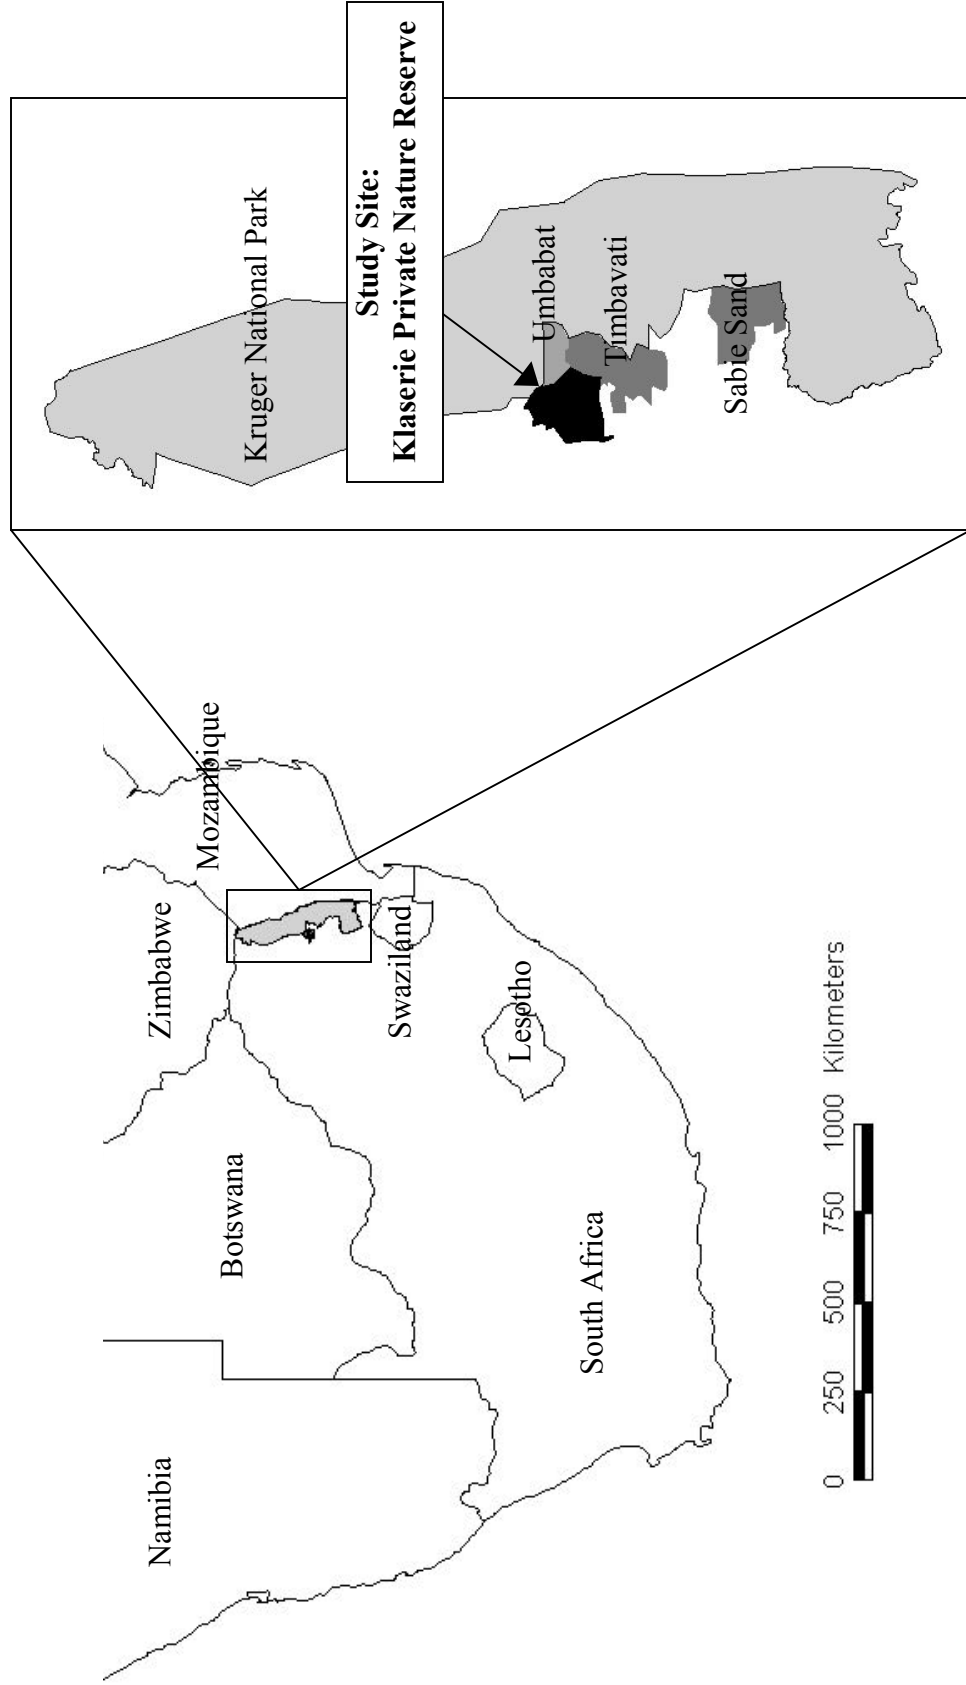 Study Site:
Klaserie Private Nature Reserve
Kruger National Park
Umbabat
Timbavati
Sabie Sand
Namibia
Botswana
Zimbabwe
Mozambique
Swaziland
Lesotho
South Africa
0 250 500 750 1000 Kilometers